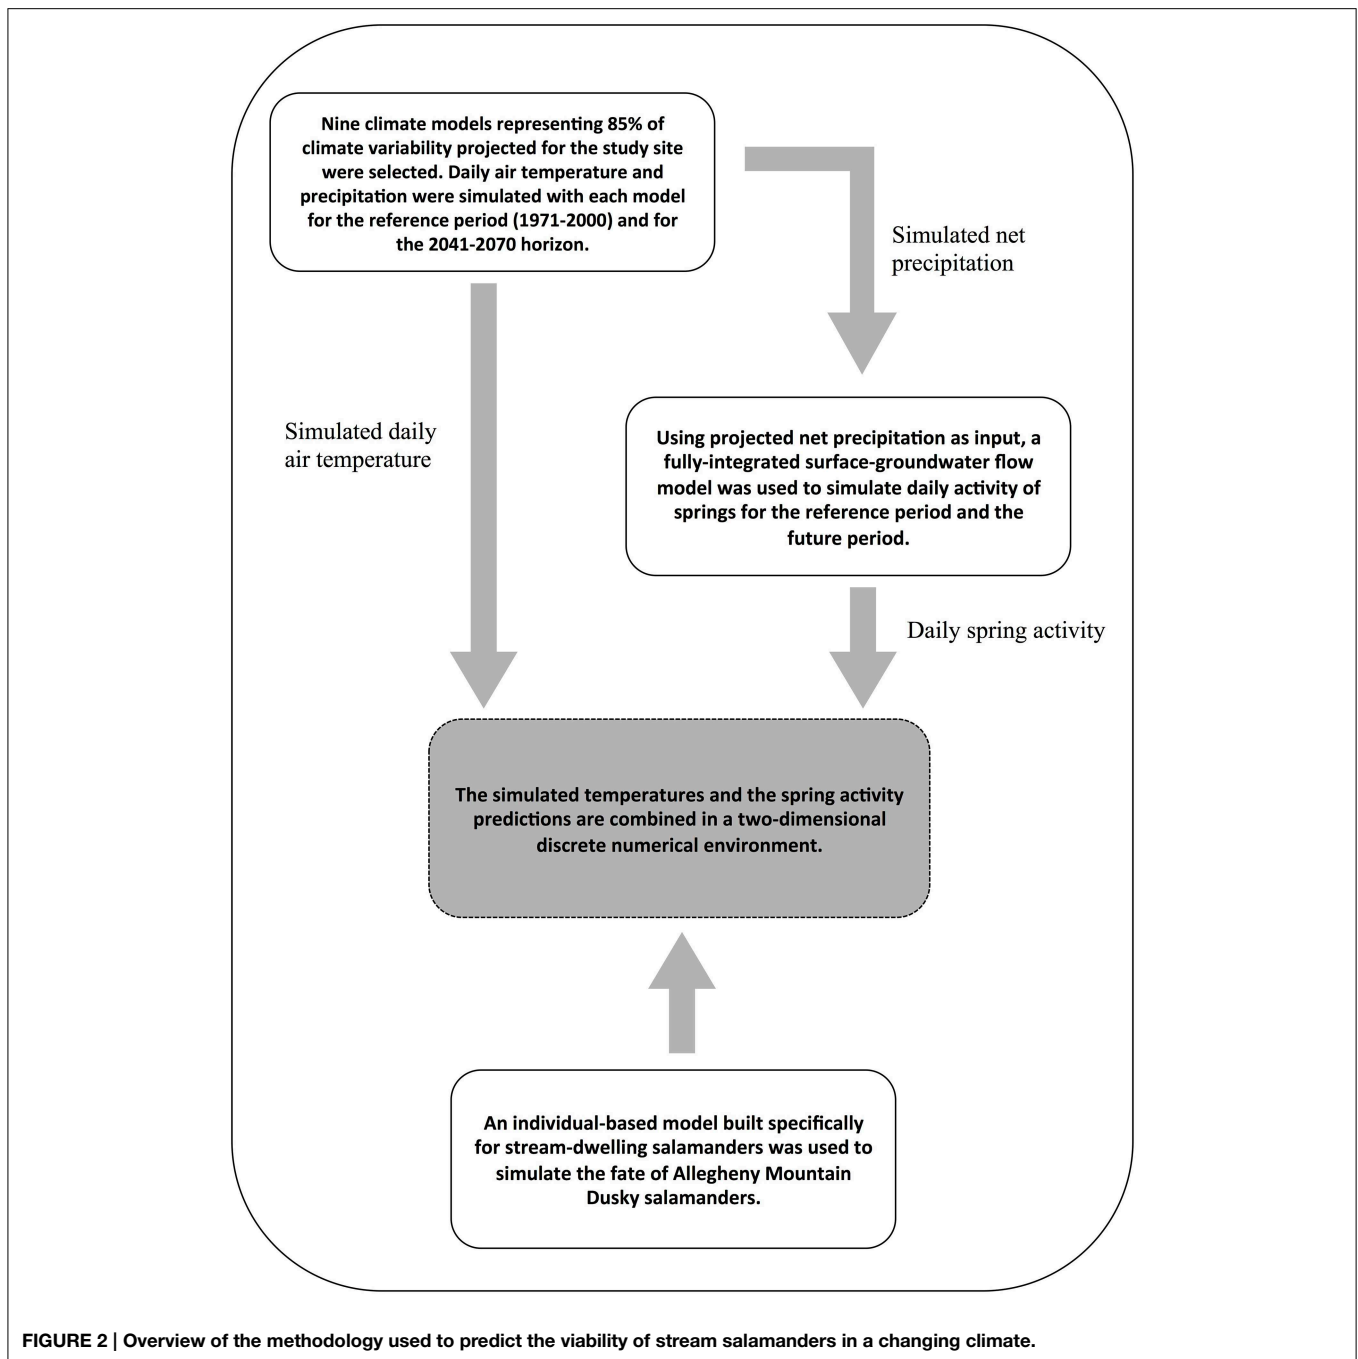 Nine climate models representing 85% of
climate variability projected for the study site
were selected. Daily air temperature and
precipitation were simulated with each model
for the reference period (1971-2000) and for
the 2041-2070 horizon.
Simulated net
precipitation
Simulated daily
air temperature
Using projected net precipitation as input, a
fully-integrated surface-groundwater flow
model was used to simulate daily activity of
springs for the reference period and the
future period.
Daily spring activity
The simulated temperatures and the spring activity
predictions are combined in a two-dimensional
discrete numerical environment.
An individual-based model built specifically
for stream-dwelling salamanders was used to
simulate the fate of Allegheny Mountain
Dusky salamanders.
FIGURE 2 | Overview of the methodology used to predict the viability of stream salamanders in a changing climate.